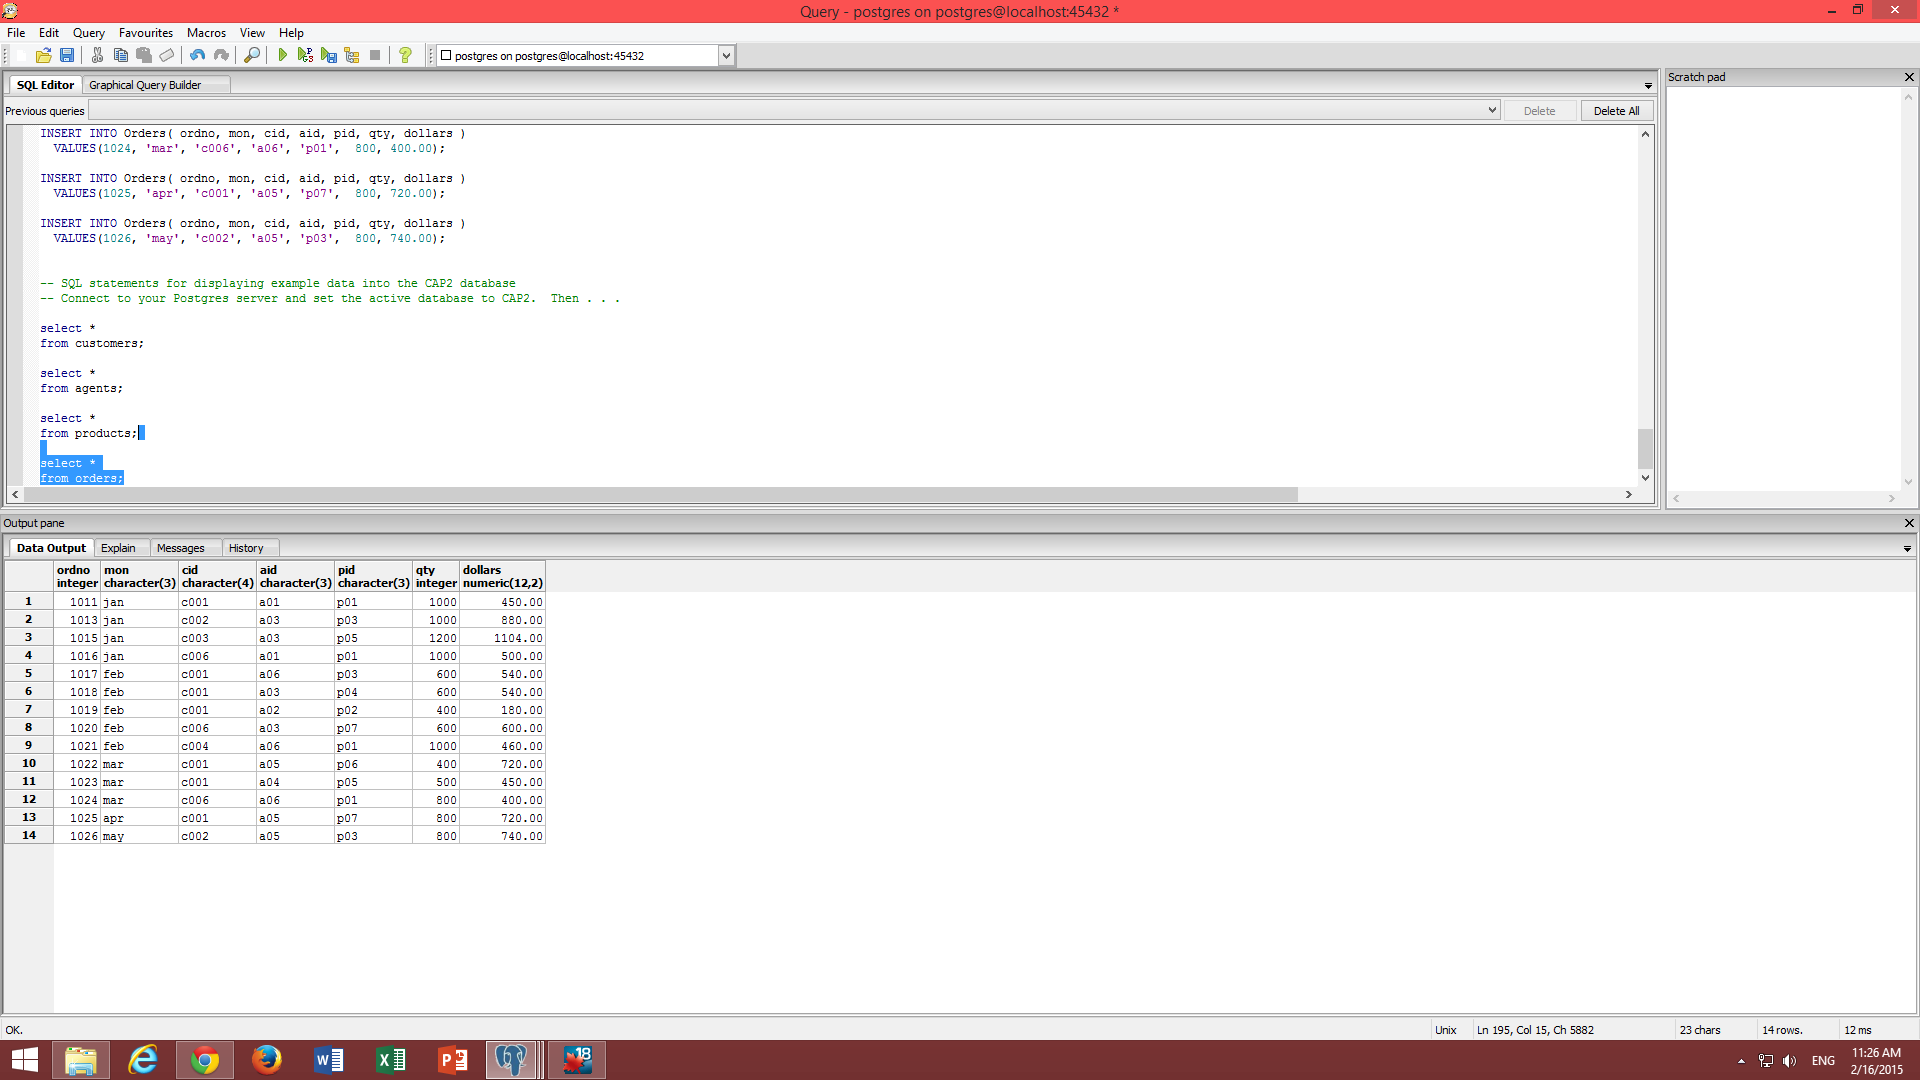 Query - postgres on postgres@localhost:45432 *
File Edit Query Favourites Macros View Help
postgres on postgres@localhost:45432
SQL Editor Graphical Query Builder
Scratch pad
Previous queries Delete Delete All
INSERT INTO Orders( ordno, mon, cid, aid, pid, qty, dollars )
VALUES(1024, 'mar', 'c006', 'a06', 'p01',  800, 400.00);
INSERT INTO Orders( ordno, mon, cid, aid, pid, qty, dollars )
VALUES(1025, 'apr', 'c001', 'a05', 'p07',  800, 720.00);
INSERT INTO Orders( ordno, mon, cid, aid, pid, qty, dollars )
VALUES(1026, 'may', 'c002', 'a05', 'p03',  800, 740.00);
-- SQL statements for displaying example data into the CAP2 database
-- Connect to your Postgres server and set the active database to CAP2.  Then . . .
select *
from customers;
select *
from agents;
select *
from products;
select *
from orders;
Output pane
Data Output Explain Messages History
ordno mon cid aid pid qty dollars
integer character(3) character(4) character(3) character(3) integer numeric(12,2)
1 1011 jan c001 a01 p01 1000 450.00
2 1013 jan c002 a03 p03 1000 880.00
3 1015 jan c003 a03 p05 1200 1104.00
4 1016 jan c006 a01 p01 1000 500.00
5 1017 feb c001 a06 p03 600 540.00
6 1018 feb c001 a03 p04 600 540.00
7 1019 feb c001 a02 p02 400 180.00
8 1020 feb c006 a03 p07 600 600.00
9 1021 feb c004 a06 p01 1000 460.00
10 1022 mar c001 a05 p06 400 720.00
11 1023 mar c001 a04 p05 500 450.00
12 1024 mar c006 a06 p01 800 400.00
13 1025 apr c001 a05 p07 800 720.00
14 1026 may c002 a05 p03 800 740.00
OK. Unix Ln 195, Col 15, Ch 5882 23 chars 14 rows. 12 ms
18
ENG
11:26 AM
2/16/2015